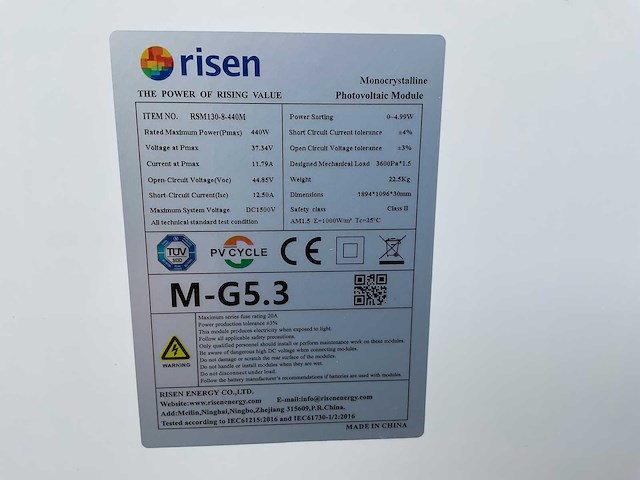 risen
THE POWER OF RISING VALUE
Monocrystalline
Photovoltaic Module
ITEM NO. RSM130-8-440M
Rated Maximum Power(Pmax) 440W
Voltage at Pmax 37.34V
Current at Pmax 11.79A
Open-Circuit Voltage(Voc) 44.85V
Short-Circuit Current(Isc) 12.50A
Maximum System Voltage DC1500V
All technical standard test condition
Power Sorting 0~4.99W
Short Circuit Current tolerance ±4%
Open Circuit Voltage tolerance ±3%
Designed Mechanical Load 3600Pa*1.5
Weight 22.5Kg
Dimensions 1894*1096*30mm
Safety class Class II
AM1.5 E=1000W/m² Tc=25°C
TÜV
SÜD
PV CYCLE
CE
M-G5.3
WARNING
Maximum series fuse rating 20A
Power production tolerance ±3%
This module produces electricity when exposed to light.
Follow all applicable safety precautions.
Only qualified personnel should install or perform maintenance work on these modules.
Be aware of dangerous high DC voltage when connecting modules.
Do not damage or scratch the rear surface of the modules.
Do not handle or install modules when they are wet.
Do not disconnect under load.
Follow the battery manufacturer's recommendations if batteries are used with modules.
RISEN ENERGY CO.,LTD.
Website:www.risenenergy.com E-mail:info@risenenergy.com
Add:Meilin,Ninghai,Ningbo,Zhejiang 315609,P.R.China.
Tested according to IEC61215:2016 and IEC61730-1/2:2016
MADE IN CHINA